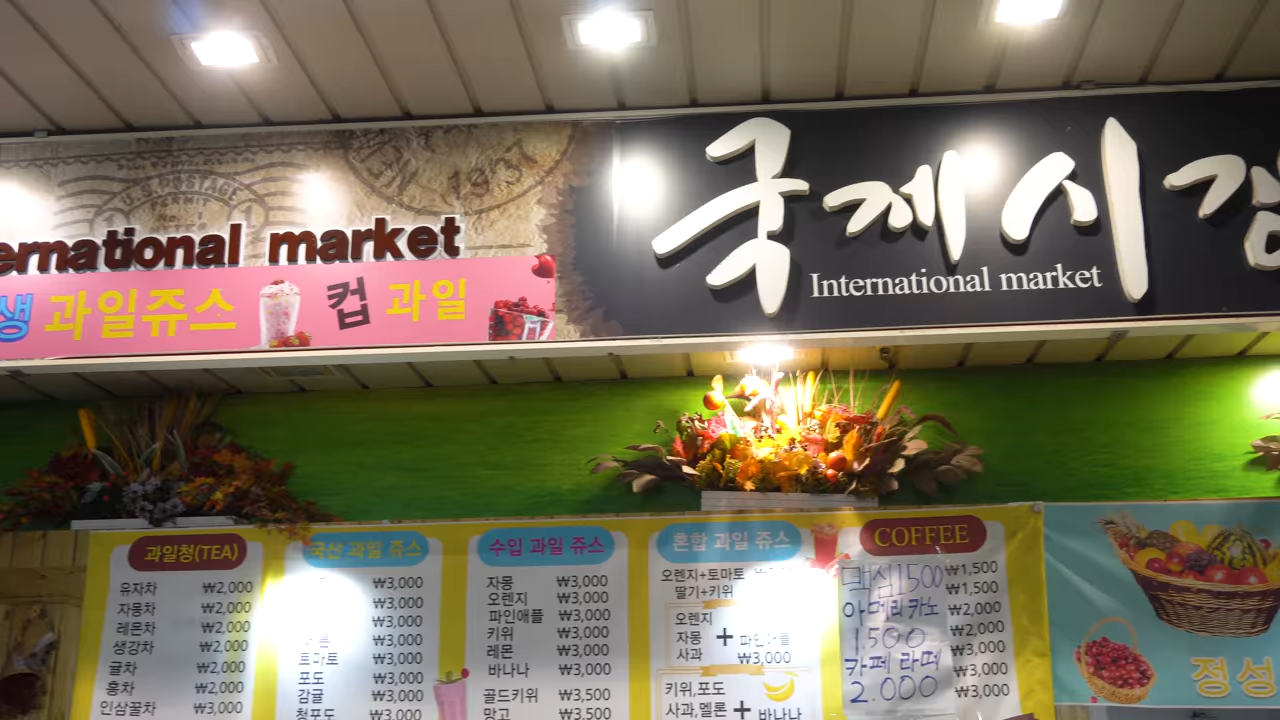 U.S. POSTAGE
PERMIT
No. 1
1937
ernational market
생 과일쥬스 컵 과일
국제시장
International market
과일청(TEA)
유자차 ₩2,000
자몽차 ₩2,000
레몬차 ₩2,000
생강차 ₩2,000
귤차 ₩2,000
홍차 ₩2,000
인삼꿀차 ₩3,000
국산 과일 쥬스
₩3,000
₩3,000
₩3,000
₩3,000
토마토 ₩3,000
포도 ₩3,000
감귤 ₩3,000
청포도 ₩3,000
수입 과일 쥬스
자몽 ₩3,000
오렌지 ₩3,000
파인애플 ₩3,000
키위 ₩3,000
레몬 ₩3,000
바나나 ₩3,000
골드키위 ₩3,500
망고 ₩3,500
혼합 과일 쥬스
오렌지+토마토
딸기+키위
오렌지
자몽 + 파인애플
사과 ₩3,000
키위,포도
사과,멜론 + 바나나
COFFEE
맥심 1500 ₩1,500
₩1,500
아메리카노 ₩2,000
1,500 ₩2,000
카페 라떼 ₩3,000
₩3,000
2.000 ₩3,000
정성